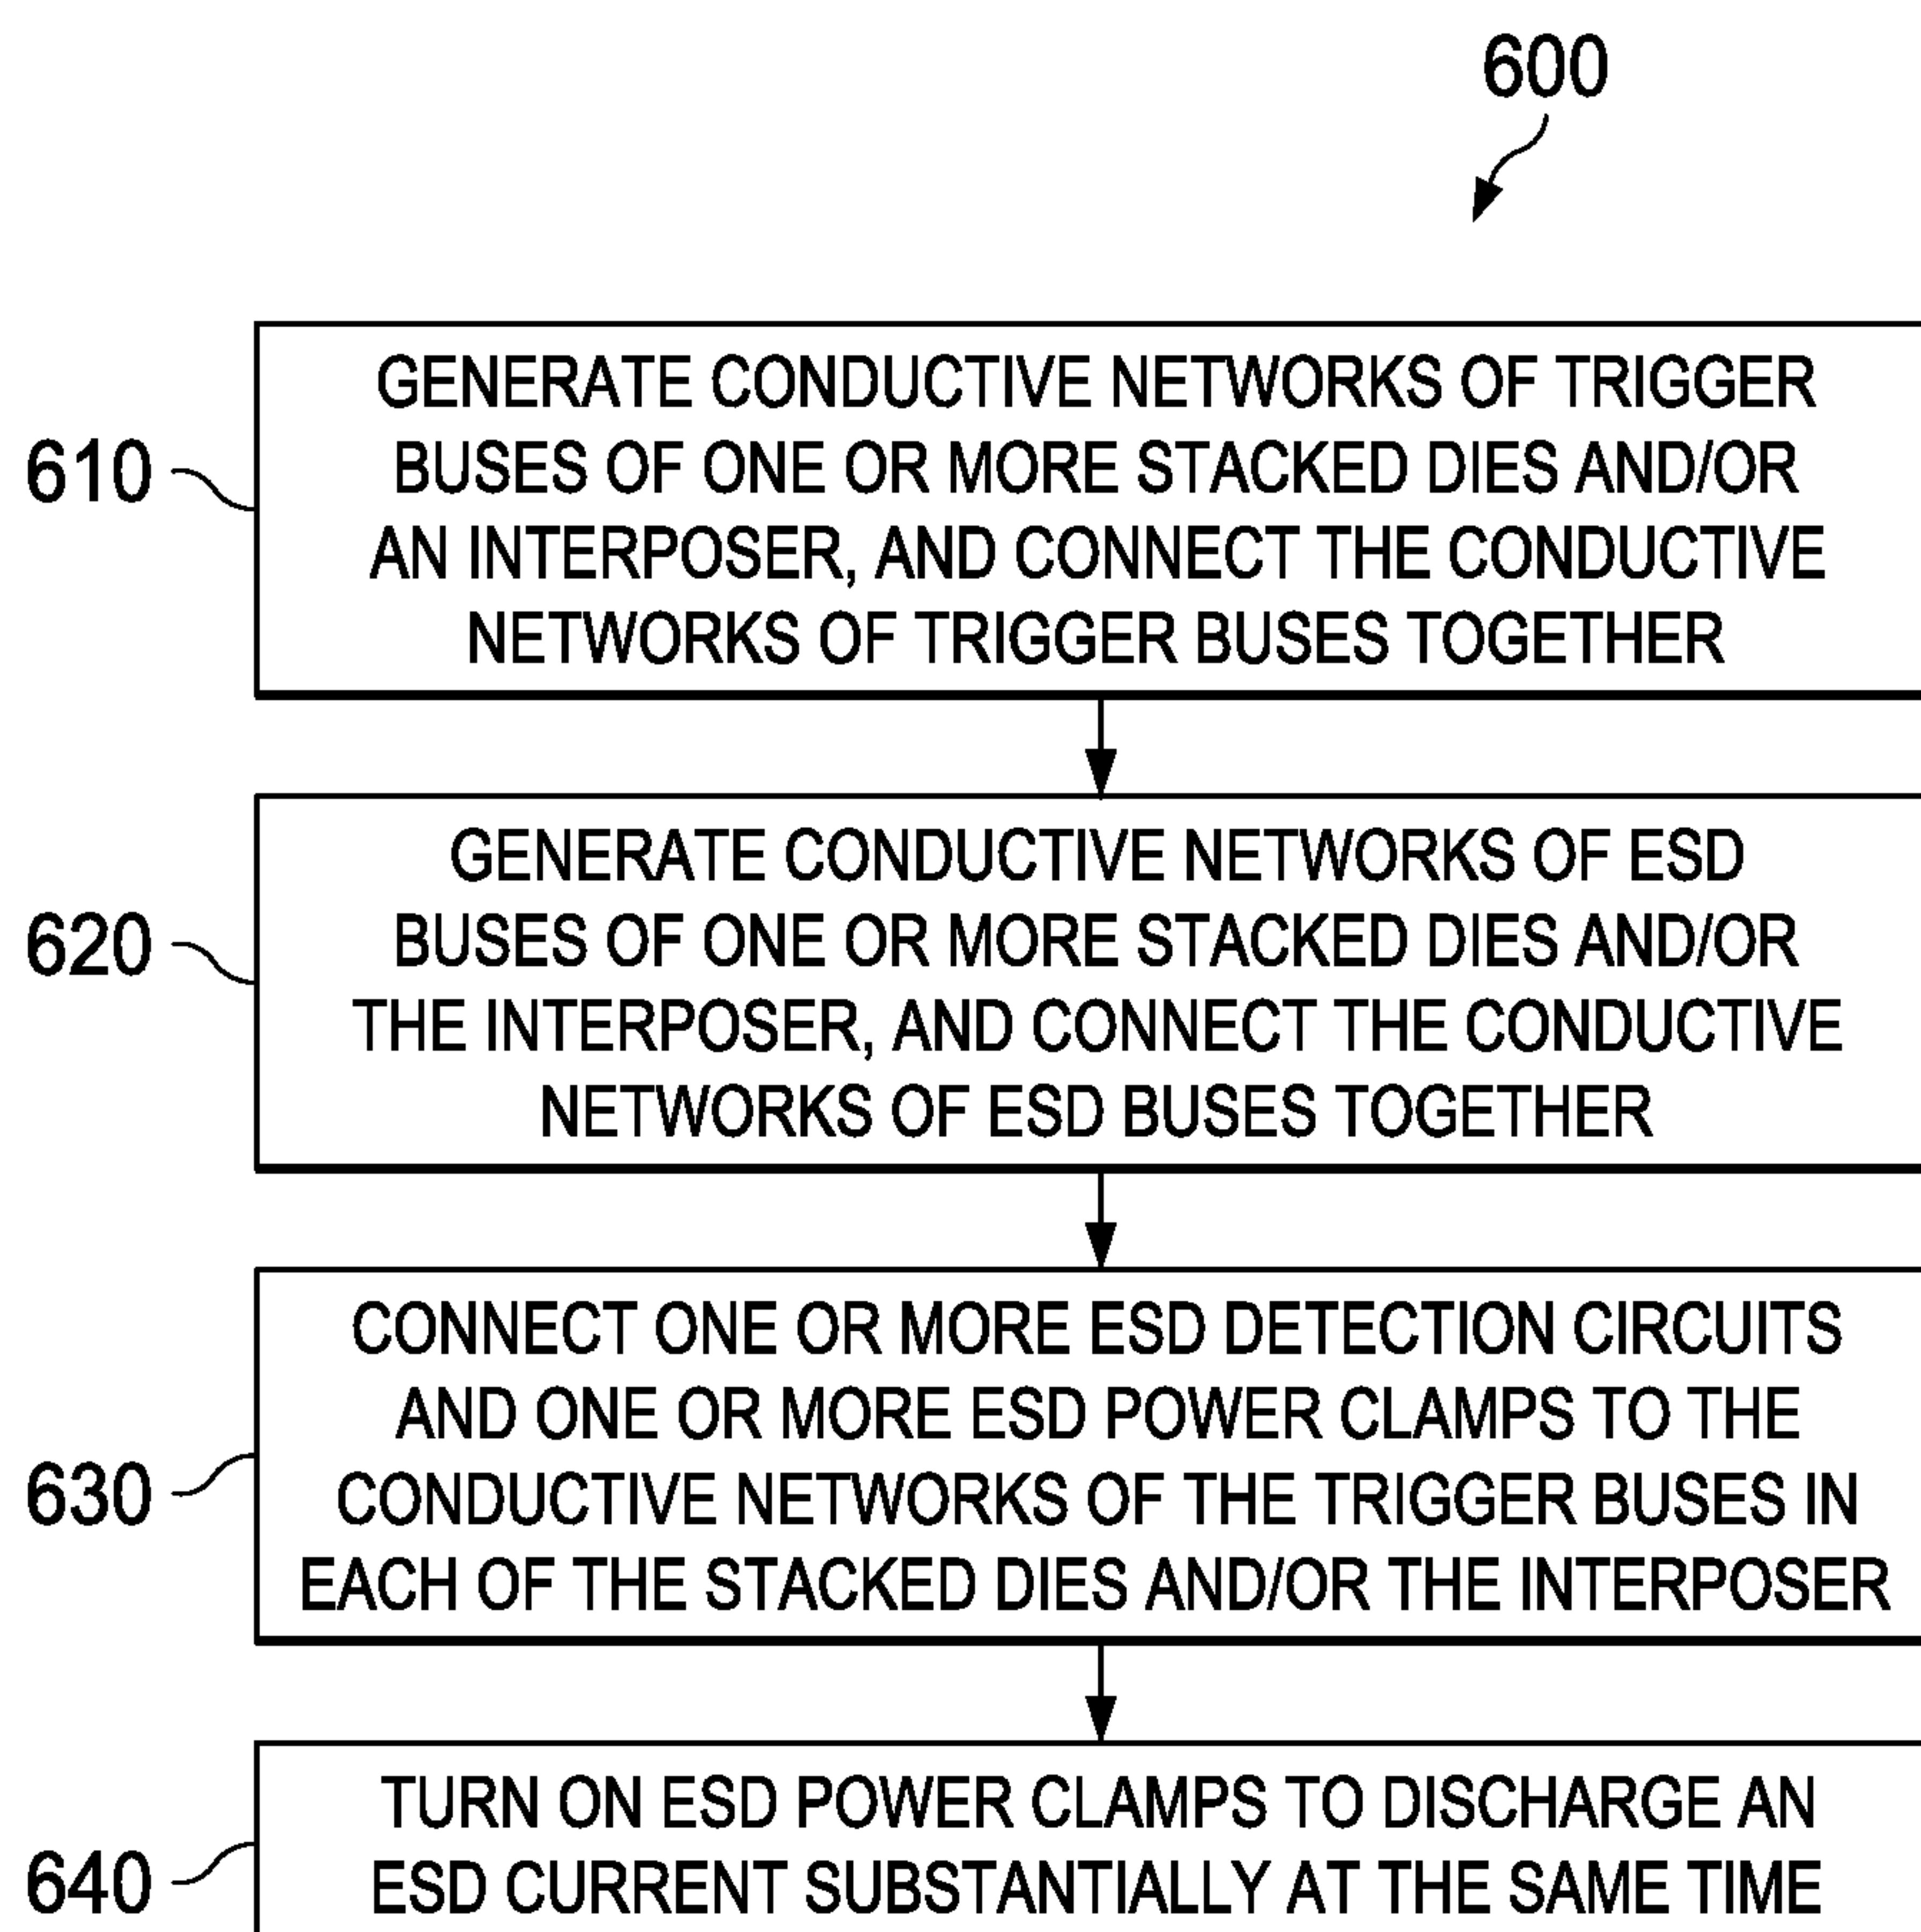 600
610
GENERATE CONDUCTIVE NETWORKS OF TRIGGER
BUSES OF ONE OR MORE STACKED DIES AND/OR
AN INTERPOSER, AND CONNECT THE CONDUCTIVE
NETWORKS OF TRIGGER BUSES TOGETHER
620
GENERATE CONDUCTIVE NETWORKS OF ESD
BUSES OF ONE OR MORE STACKED DIES AND/OR
THE INTERPOSER, AND CONNECT THE CONDUCTIVE
NETWORKS OF ESD BUSES TOGETHER
630
CONNECT ONE OR MORE ESD DETECTION CIRCUITS
AND ONE OR MORE ESD POWER CLAMPS TO THE
CONDUCTIVE NETWORKS OF THE TRIGGER BUSES IN
EACH OF THE STACKED DIES AND/OR THE INTERPOSER
640
TURN ON ESD POWER CLAMPS TO DISCHARGE AN
ESD CURRENT SUBSTANTIALLY AT THE SAME TIME